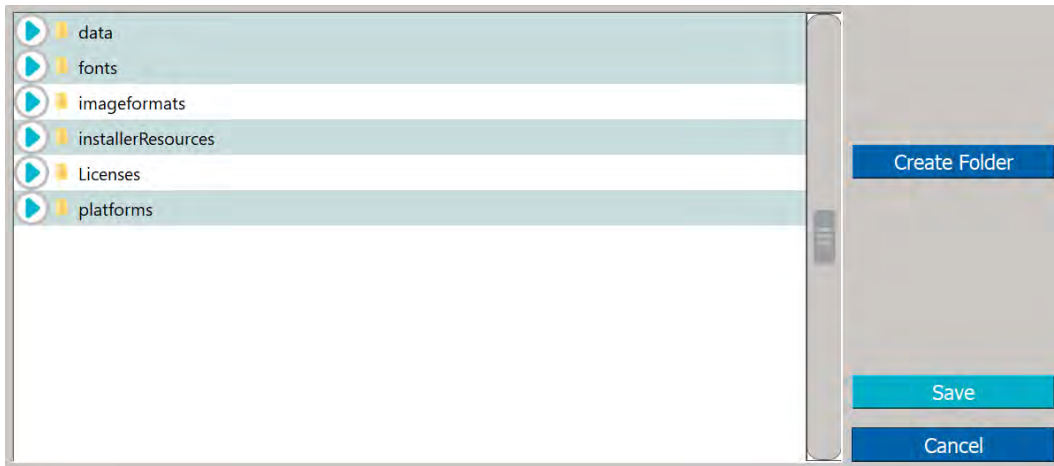 data
fonts
imageformats
installerResources
Licenses
platforms
Create Folder
Save
Cancel